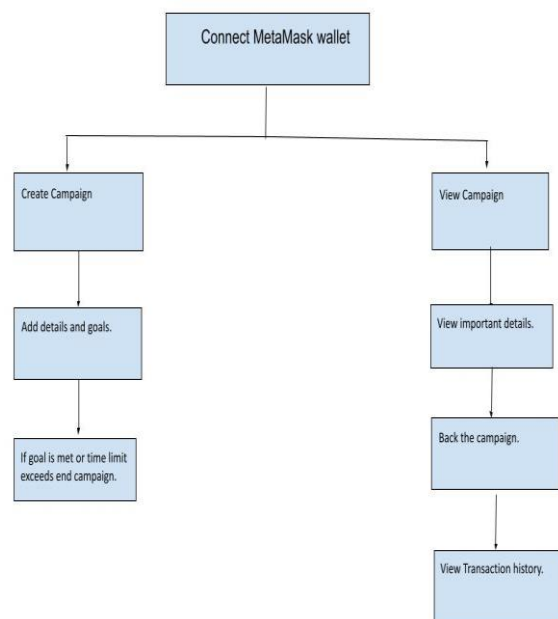 Connect MetaMask wallet
Create Campaign
View Campaign
Add details and goals.
View important details.
If goal is met or time limit
exceeds end campaign.
Back the campaign.
View Transaction history.